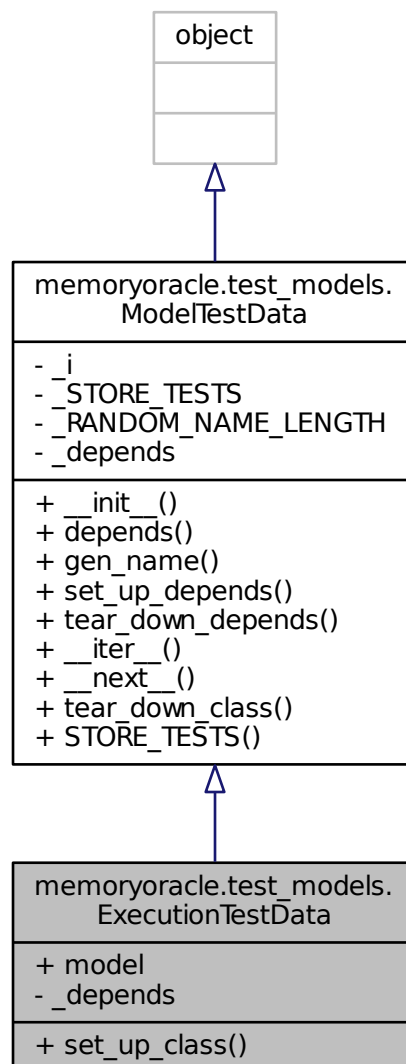 object
memoryoracle.test_models.
ModelTestData
- _i
- _STORE_TESTS
- _RANDOM_NAME_LENGTH
- _depends
+ __init__()
+ depends()
+ gen_name()
+ set_up_depends()
+ tear_down_depends()
+ __iter__()
+ __next__()
+ tear_down_class()
+ STORE_TESTS()
memoryoracle.test_models.
ExecutionTestData
+ model
- _depends
+ set_up_class()